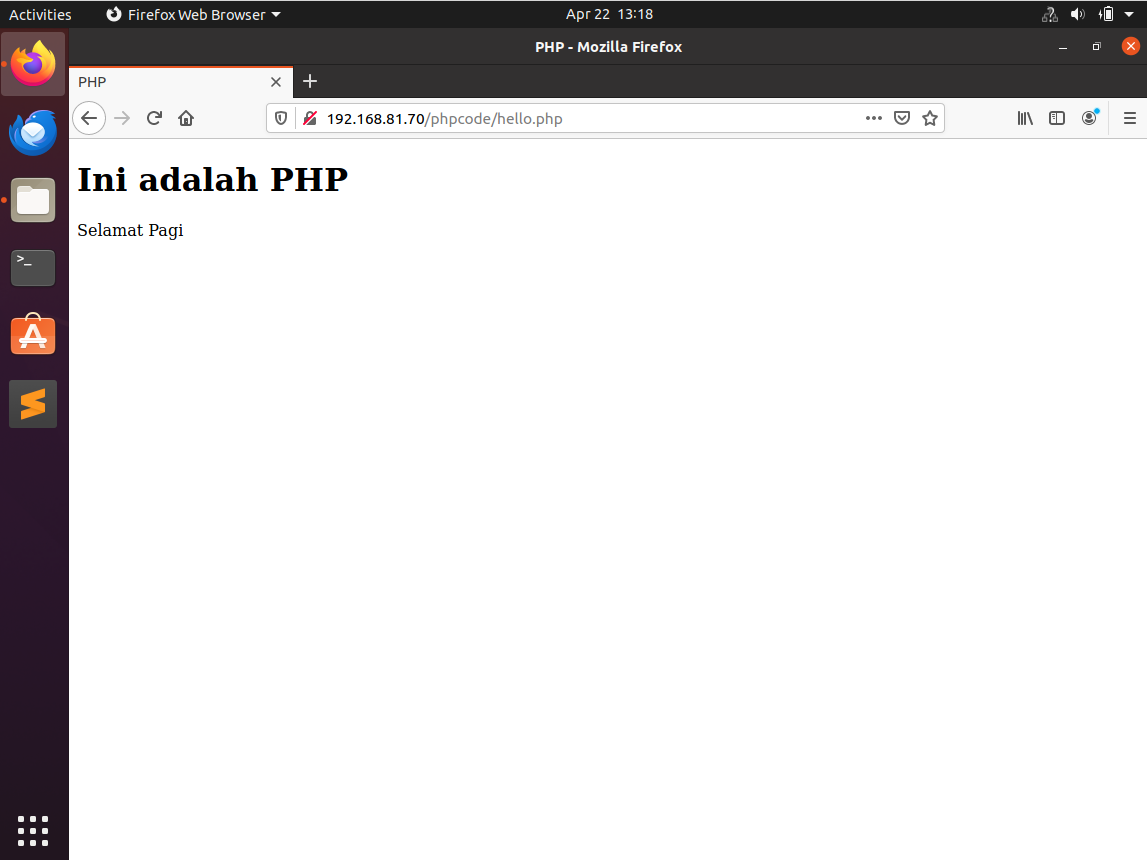 Activities Firefox Web Browser Apr 22 13:18
PHP - Mozilla Firefox
PHP
192.168.81.70/phpcode/hello.php
Ini adalah PHP
Selamat Pagi
>_